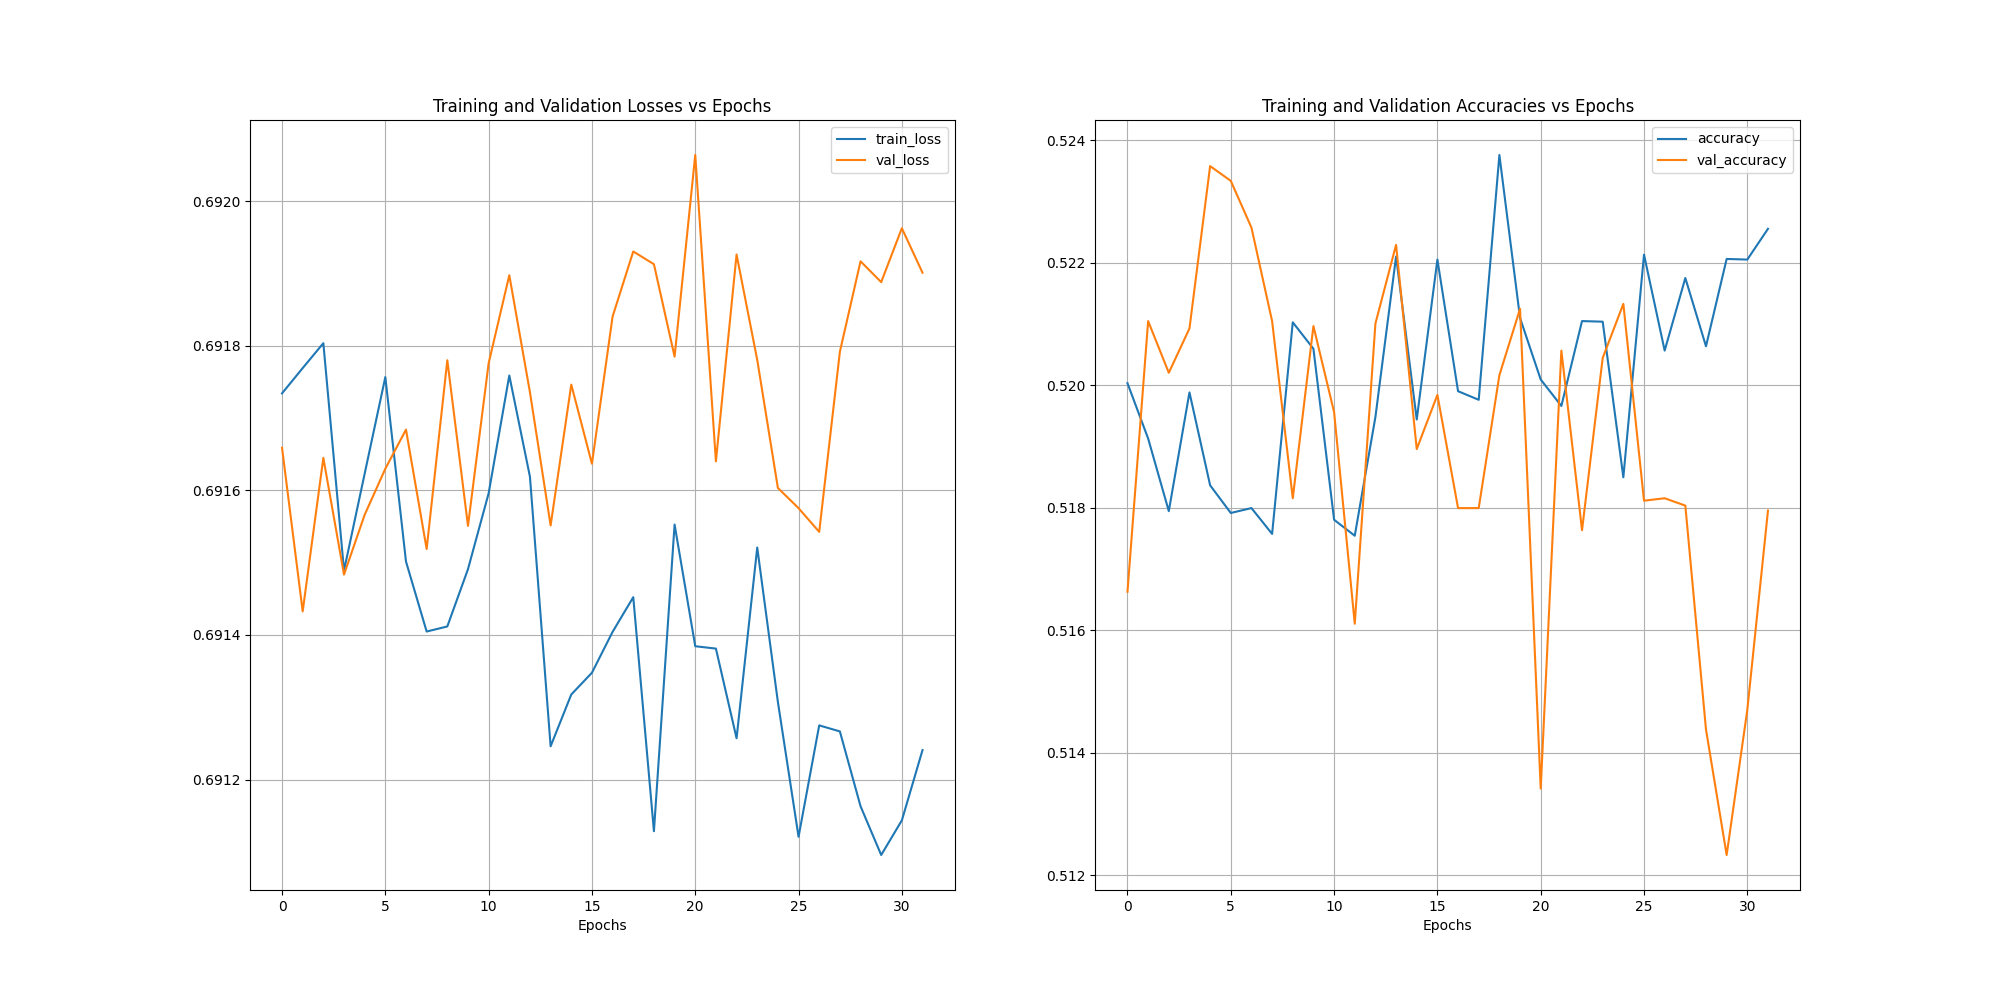 Training and Validation Losses vs Epochs
train_loss
val_loss
0.6920
0.6918
0.6916
0.6914
0.6912
0 5 10 15 20 25 30
Epochs
Training and Validation Accuracies vs Epochs
accuracy
val_accuracy
0.524
0.522
0.520
0.518
0.516
0.514
0.512
0 5 10 15 20 25 30
Epochs